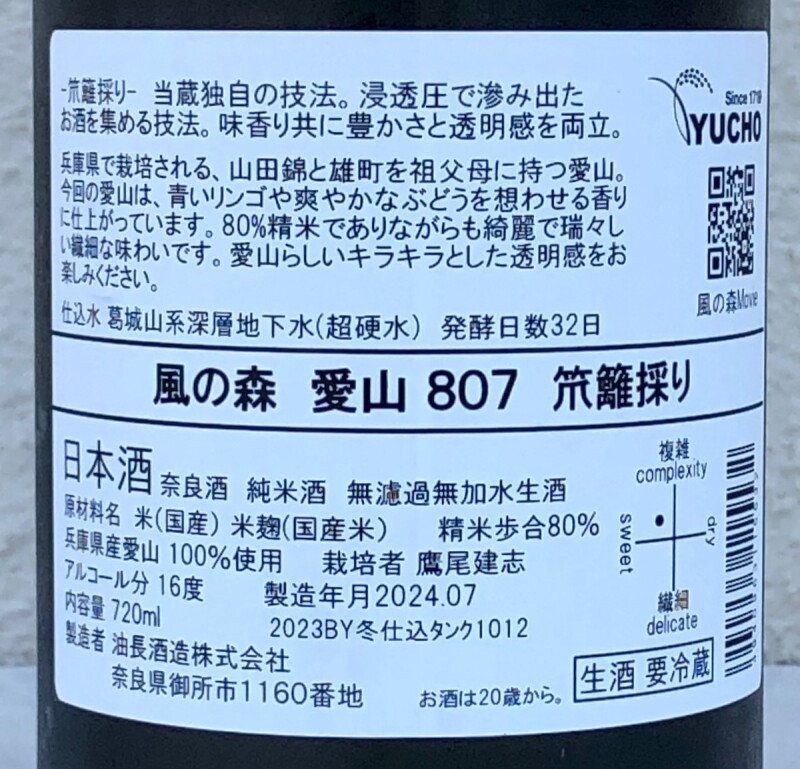 -笊籬採り- 当蔵独自の技法。浸透圧で滲み出た
お酒を集める技法。味香り共に豊かさと透明感を両立。
Since 1719
YUCHO
兵庫県で栽培される、山田錦と雄町を祖父母に持つ愛山。
今回の愛山は、青いリンゴや爽やかなぶどうを想わせる香り
に仕上がっています。80%精米でありながらも綺麗で瑞々し
い繊細な味わいです。愛山らしいキラキラとした透明感をお
楽しみください。
風の森Movie
仕込水 葛城山系深層地下水(超硬水) 発酵日数32日
風の森 愛山 807 笊籬採り
日本酒 奈良酒 純米酒 無濾過無加水生酒
原材料名 米(国産) 米麹(国産米) 精米歩合80%
兵庫県産愛山 100%使用 栽培者 鷹尾建志
アルコール分 16度 製造年月2024.07
内容量 720ml 2023BY冬仕込タンク1012
製造者 油長酒造株式会社
奈良県御所市1160番地
お酒は20歳から。
生酒 要冷蔵
複雑
complexity
sweet
dry
繊細
delicate